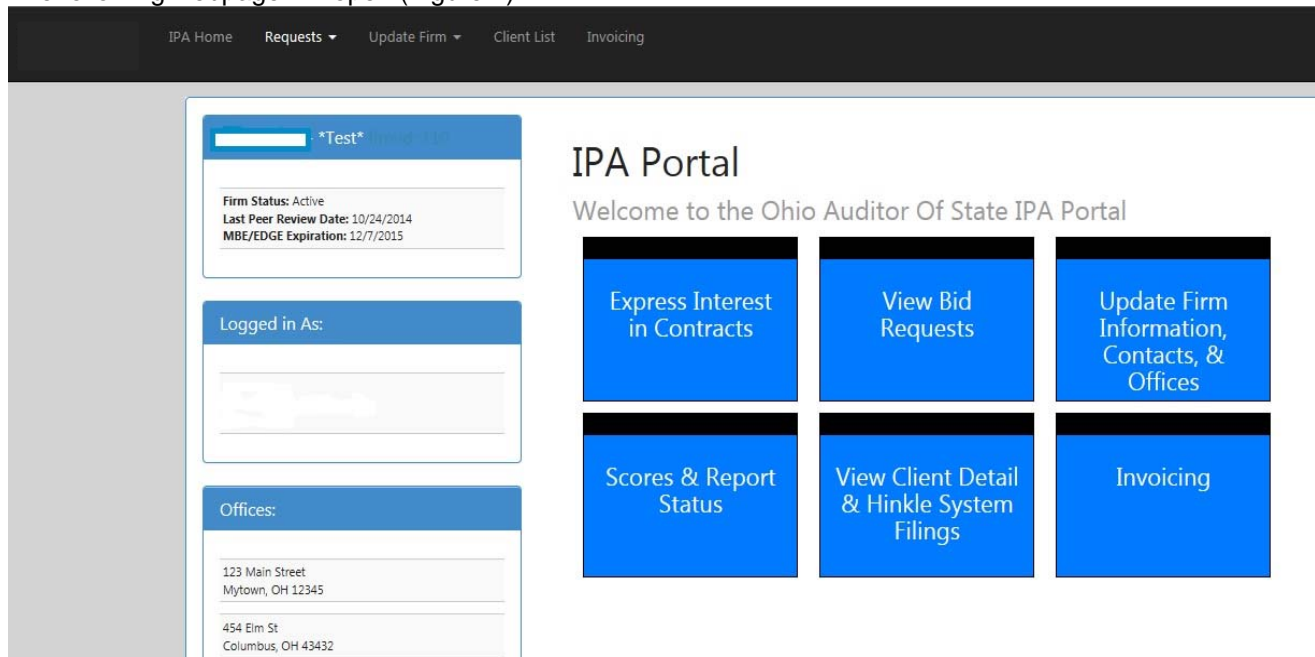 IPA Home Requests Update Firm Client List Invoicing
*Test*
Firm Status: Active
Last Peer Review Date: 10/24/2014
MBE/EDGE Expiration: 12/7/2015
Logged in As:
Offices:
123 Main Street
Mytown, OH 12345
454 Elm St
Columbus, OH 43432
IPA Portal
Welcome to the Ohio Auditor Of State IPA Portal
Express Interest
in Contracts
View Bid
Requests
Update Firm
Information,
Contacts, &
Offices
Scores & Report
Status
View Client Detail
& Hinkle System
Filings
Invoicing